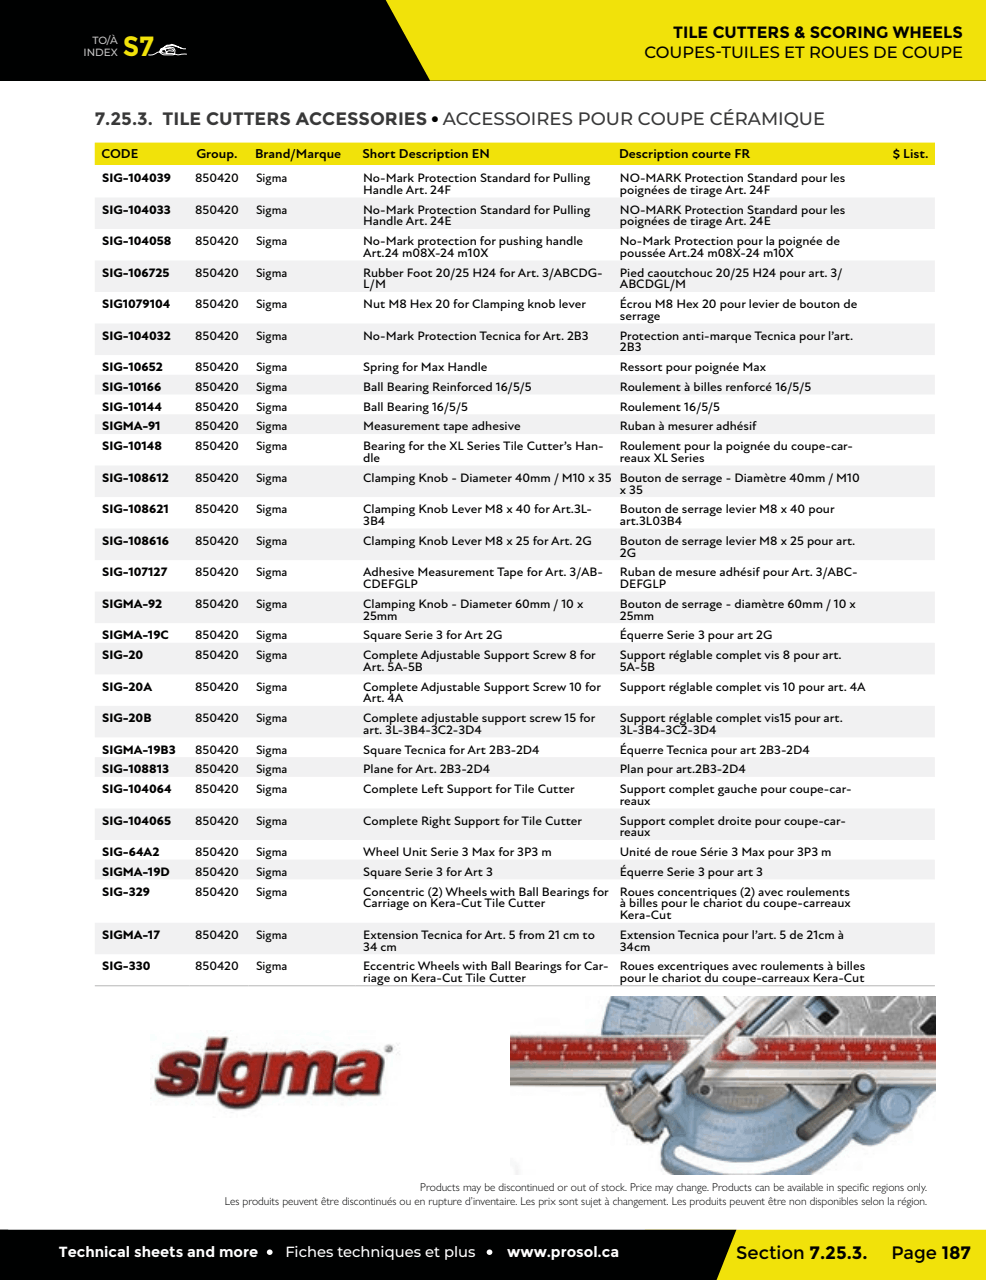 TO/À
INDEX S7
TILE CUTTERS & SCORING WHEELS
COUPES-TUILES ET ROUES DE COUPE
7.25.3. TILE CUTTERS ACCESSORIES • ACCESSOIRES POUR COUPE CÉRAMIQUE
CODE Group. Brand/Marque Short Description EN Description courte FR $ List.
SIG-104039 850420 Sigma No-Mark Protection Standard for Pulling NO-MARK Protection Standard pour les
Handle Art. 24F poignées de tirage Art. 24F
SIG-104033 850420 Sigma No-Mark Protection Standard for Pulling NO-MARK Protection Standard pour les
Handle Art. 24E poignées de tirage Art. 24E
SIG-104058 850420 Sigma No-Mark protection for pushing handle No-Mark Protection pour la poignée de
Art.24 m08X-24 m10X poussée Art.24 m08X-24 m10X
SIG-106725 850420 Sigma Rubber Foot 20/25 H24 for Art. 3/ABCDG- Pied caoutchouc 20/25 H24 pour art. 3/
L/M ABCDGL/M
SIG1079104 850420 Sigma Nut M8 Hex 20 for Clamping knob lever Écrou M8 Hex 20 pour levier de bouton de
serrage
SIG-104032 850420 Sigma No-Mark Protection Tecnica for Art. 2B3 Protection anti-marque Tecnica pour l'art.
2B3
SIG-10652 850420 Sigma Spring for Max Handle Ressort pour poignée Max
SIG-10166 850420 Sigma Ball Bearing Reinforced 16/5/5 Roulement à billes renforcé 16/5/5
SIG-10144 850420 Sigma Ball Bearing 16/5/5 Roulement 16/5/5
SIGMA-91 850420 Sigma Measurement tape adhesive Ruban à mesurer adhésif
SIG-10148 850420 Sigma Bearing for the XL Series Tile Cutter's Han- Roulement pour la poignée du coupe-car-
dle reaux XL Series
SIG-108612 850420 Sigma Clamping Knob - Diameter 40mm / M10 x 35 Bouton de serrage - Diamètre 40mm / M10
x 35
SIG-108621 850420 Sigma Clamping Knob Lever M8 x 40 for Art.3L- Bouton de serrage levier M8 x 40 pour
3B4 art.3L03B4
SIG-108616 850420 Sigma Clamping Knob Lever M8 x 25 for Art. 2G Bouton de serrage levier M8 x 25 pour art.
2G
SIG-107127 850420 Sigma Adhesive Measurement Tape for Art. 3/AB- Ruban de mesure adhésif pour Art. 3/ABC-
CDEFGLP DEFGLP
SIGMA-92 850420 Sigma Clamping Knob - Diameter 60mm / 10 x Bouton de serrage - diamètre 60mm / 10 x
25mm 25mm
SIGMA-19C 850420 Sigma Square Serie 3 for Art 2G Équerre Serie 3 pour art 2G
SIG-20 850420 Sigma Complete Adjustable Support Screw 8 for Support réglable complet vis 8 pour art.
Art. 5A-5B 5A-5B
SIG-20A 850420 Sigma Complete Adjustable Support Screw 10 for Support réglable complet vis 10 pour art. 4A
Art. 4A
SIG-20B 850420 Sigma Complete adjustable support screw 15 for Support réglable complet vis15 pour art.
art. 3L-3B4-3C2-3D4 3L-3B4-3C2-3D4
SIGMA-19B3 850420 Sigma Square Tecnica for Art 2B3-2D4 Équerre Tecnica pour art 2B3-2D4
SIG-108813 850420 Sigma Plane for Art. 2B3-2D4 Plan pour art.2B3-2D4
SIG-104064 850420 Sigma Complete Left Support for Tile Cutter Support complet gauche pour coupe-car-
reaux
SIG-104065 850420 Sigma Complete Right Support for Tile Cutter Support complet droite pour coupe-car-
reaux
SIG-64A2 850420 Sigma Wheel Unit Serie 3 Max for 3P3 m Unité de roue Série 3 Max pour 3P3 m
SIGMA-19D 850420 Sigma Square Serie 3 for Art 3 Équerre Serie 3 pour art 3
SIG-329 850420 Sigma Concentric (2) Wheels with Ball Bearings for Roues concentriques (2) avec roulements
Carriage on Kera-Cut Tile Cutter à billes pour le chariot du coupe-carreaux
Kera-Cut
SIGMA-17 850420 Sigma Extension Tecnica for Art. 5 from 21 cm to Extension Tecnica pour l'art. 5 de 21cm à
34 cm 34cm
SIG-330 850420 Sigma Eccentric Wheels with Ball Bearings for Car- Roues excentriques avec roulements à billes
riage on Kera-Cut Tile Cutter pour le chariot du coupe-carreaux Kera-Cut
sigma
Products may be discontinued or out of stock. Price may change. Products can be available in specific regions only.
Les produits peuvent être discontinués ou en rupture d'inventaire. Les prix sont sujet à changement. Les produits peuvent être non disponibles selon la région.
Technical sheets and more • Fiches techniques et plus • www.prosol.ca
Section 7.25.3. Page 187